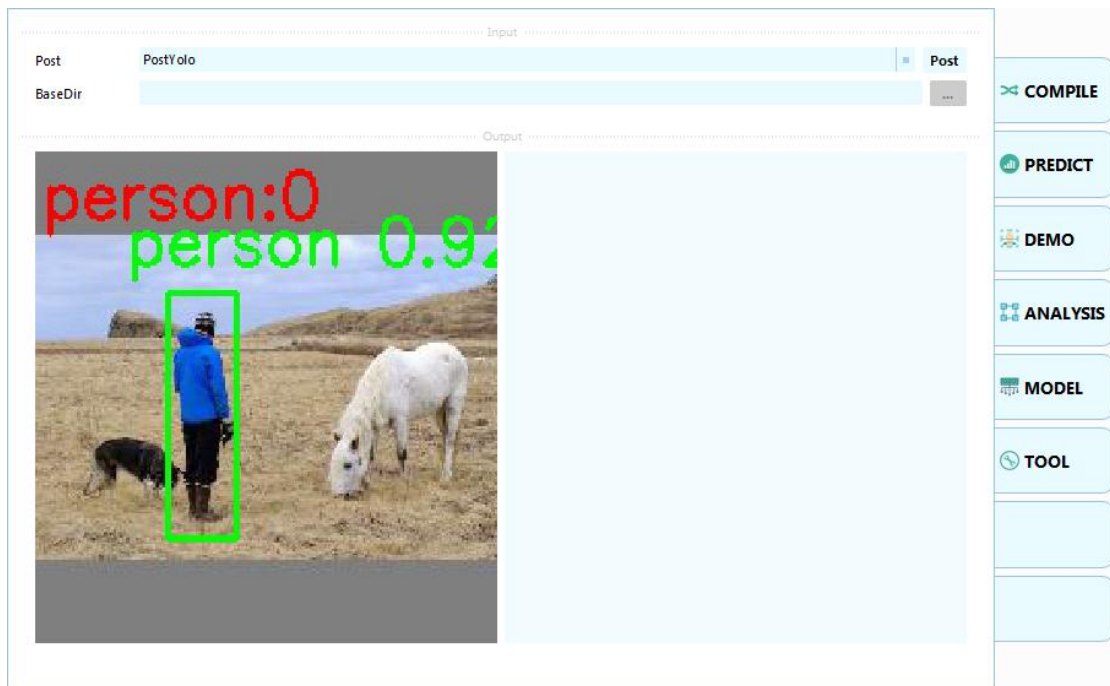 Input
Post PostYolo Post
BaseDir ...
Output
person:0
person 0.92
COMPILE
PREDICT
DEMO
ANALYSIS
MODEL
TOOL